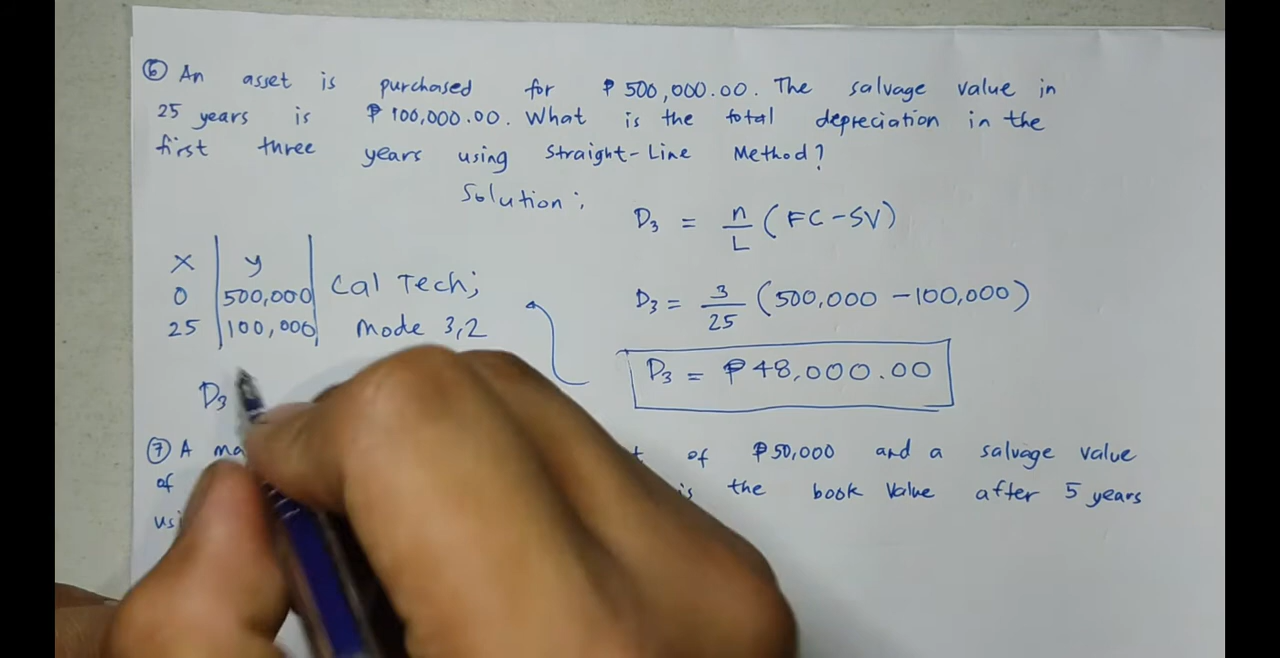 ⑥ An asset is purchased for ₱500,000.00. The salvage value in
25 years is ₱100,000.00. What is the total depreciation in the
first three years using Straight-Line Method?
Solution:
D₃ = n/L (FC-SV)
x | y |
0 | 500,000 | Cal Tech;
25 | 100,000 | Mode 3,2
D₃ = 3/25 (500,000 - 100,000)
D₃ = ₱48,000.00
D₃
⑦ A of ₱50,000 and a salvage value
of is the book value after 5 years